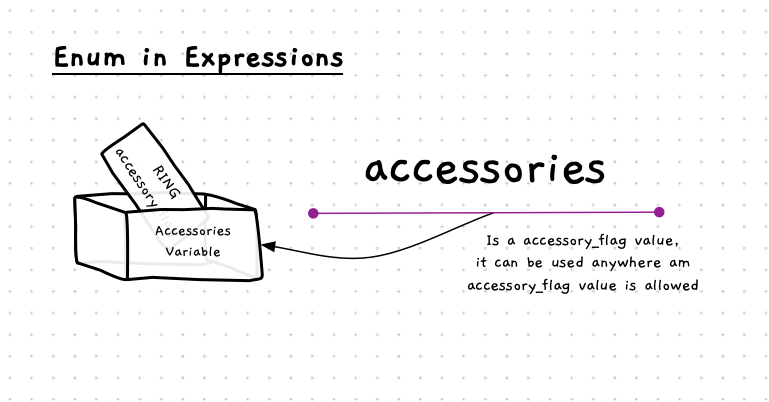 Enum in Expressions
RING
accessory
accessories
Accessories
Variable
Is a accessory_flag value,
it can be used anywhere am
accessory_flag value is allowed